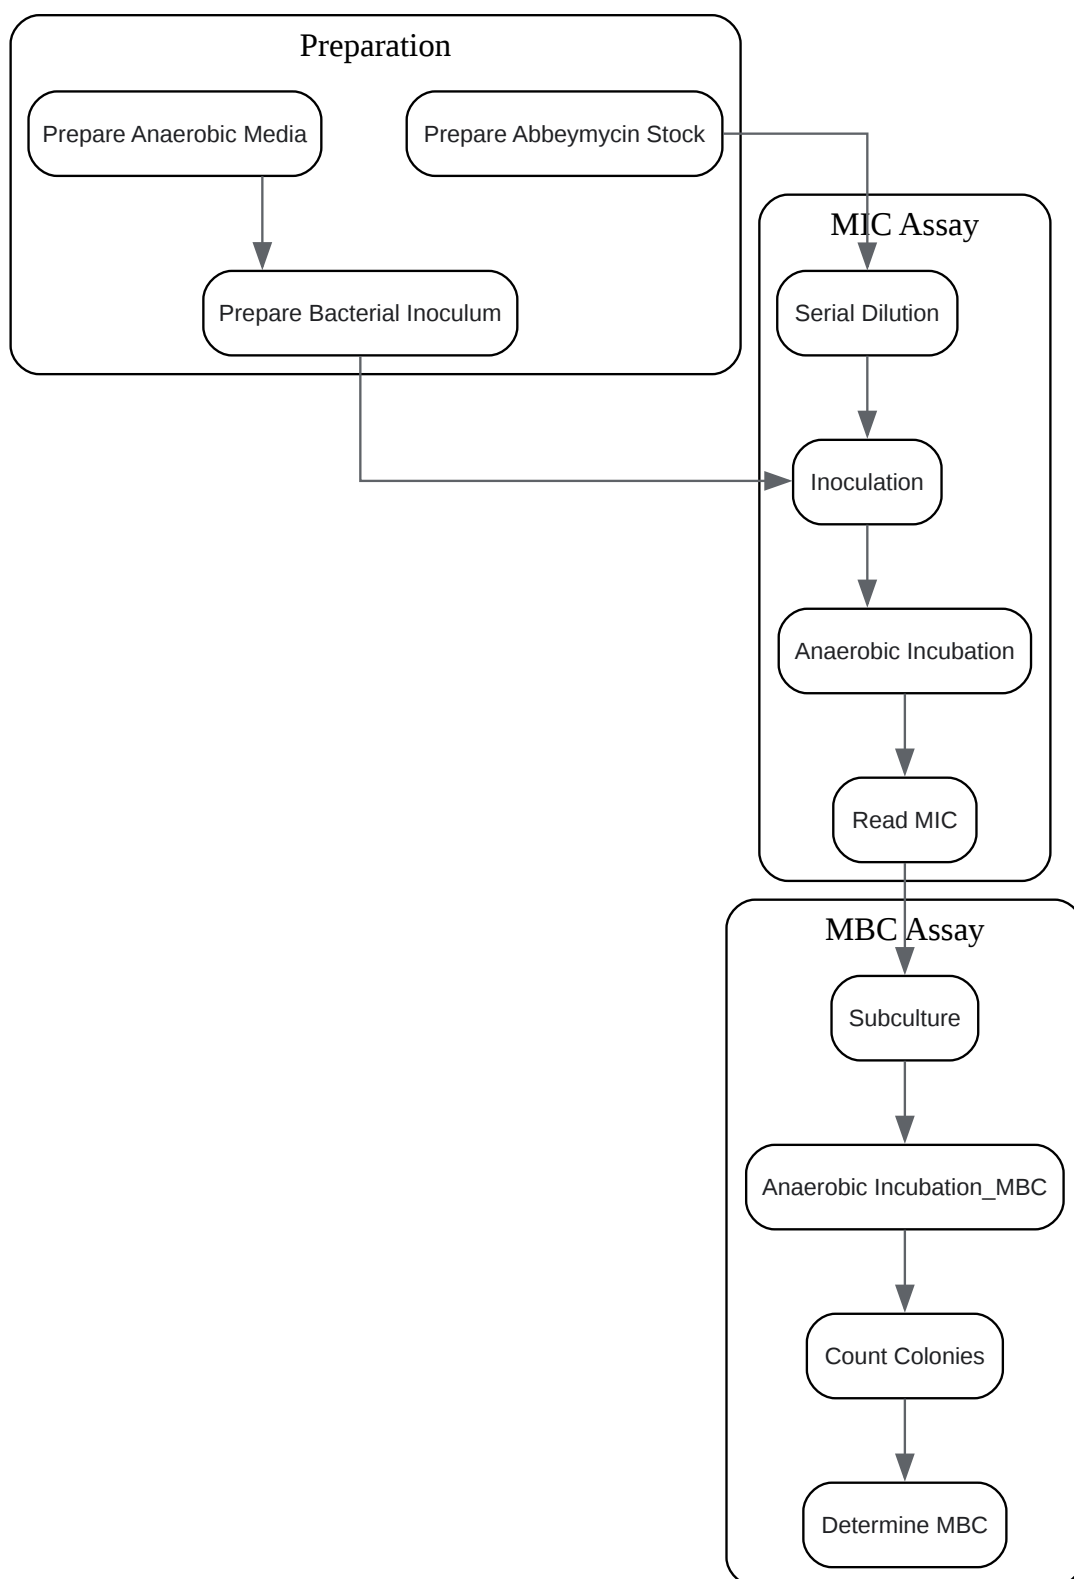 Preparation
Prepare Anaerobic Media
Prepare Abbeymycin Stock
Prepare Bacterial Inoculum
MIC Assay
Serial Dilution
Inoculation
Anaerobic Incubation
Read MIC
MBC Assay
Subculture
Anaerobic Incubation_MBC
Count Colonies
Determine MBC